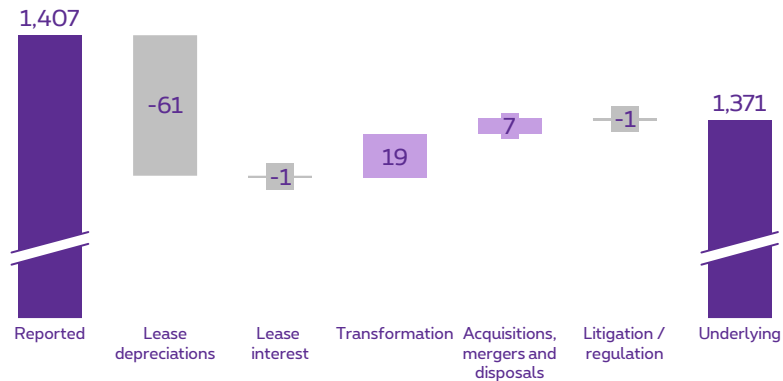 1,407
-61
-1
19
7
-1
1,371
Reported
Lease
depreciations
Lease
interest
Transformation
Acquisitions,
mergers and
disposals
Litigation /
regulation
Underlying